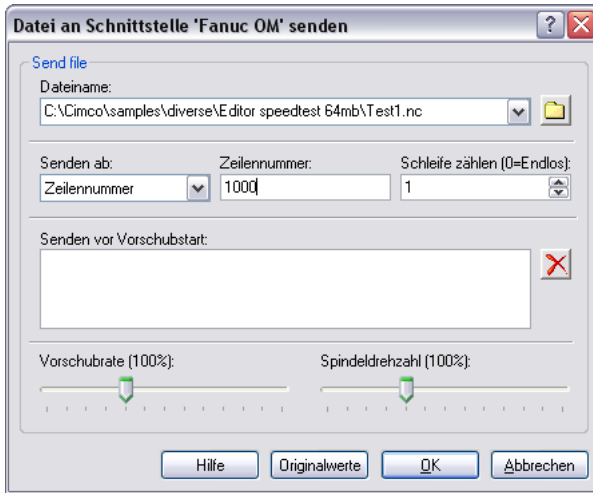 Datei an Schnittstelle 'Fanuc OM' senden
Send file
Dateiname:
C:\Cimco\samples\diverse\Editor speedtest 64mb\Test1.nc
Senden ab: Zeilennummer: Schleife zählen (0=Endlos):
Zeilennummer 1000 1
Senden vor Vorschubstart:
Vorschubrate (100%): Spindeldrehzahl (100%):
Hilfe Originalwerte OK Abbrechen